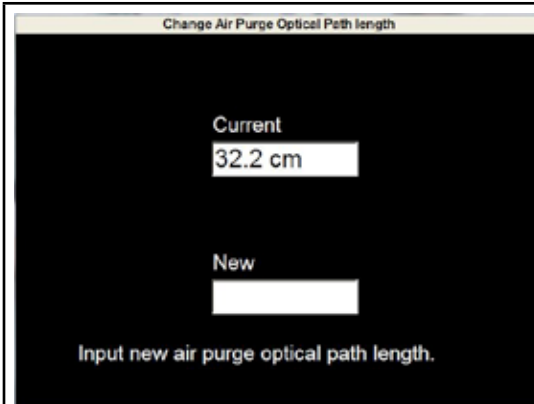 Change Air Purge Optical Path length
Current
32.2 cm
New
Input new air purge optical path length.